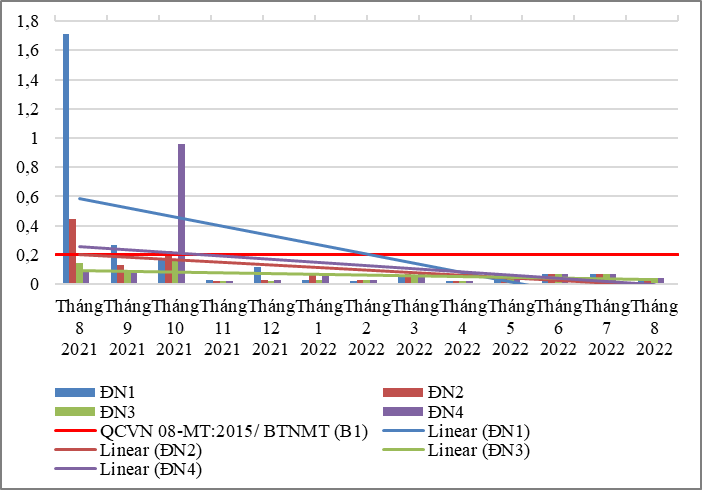 1,8
1,6
1,4
1,2
1
0,8
0,6
0,4
0,2
0
Tháng Tháng Tháng Tháng Tháng Tháng Tháng Tháng Tháng Tháng Tháng Tháng Tháng
8 9 10 11 12 1 2 3 4 5 6 7 8
2021 2021 2021 2021 2021 2022 2022 2022 2022 2022 2022 2022 2022
ĐN1 ĐN2
ĐN3 ĐN4
QCVN 08-MT:2015/ BTNMT (B1) Linear (ĐN1)
Linear (ĐN2) Linear (ĐN3)
Linear (ĐN4)